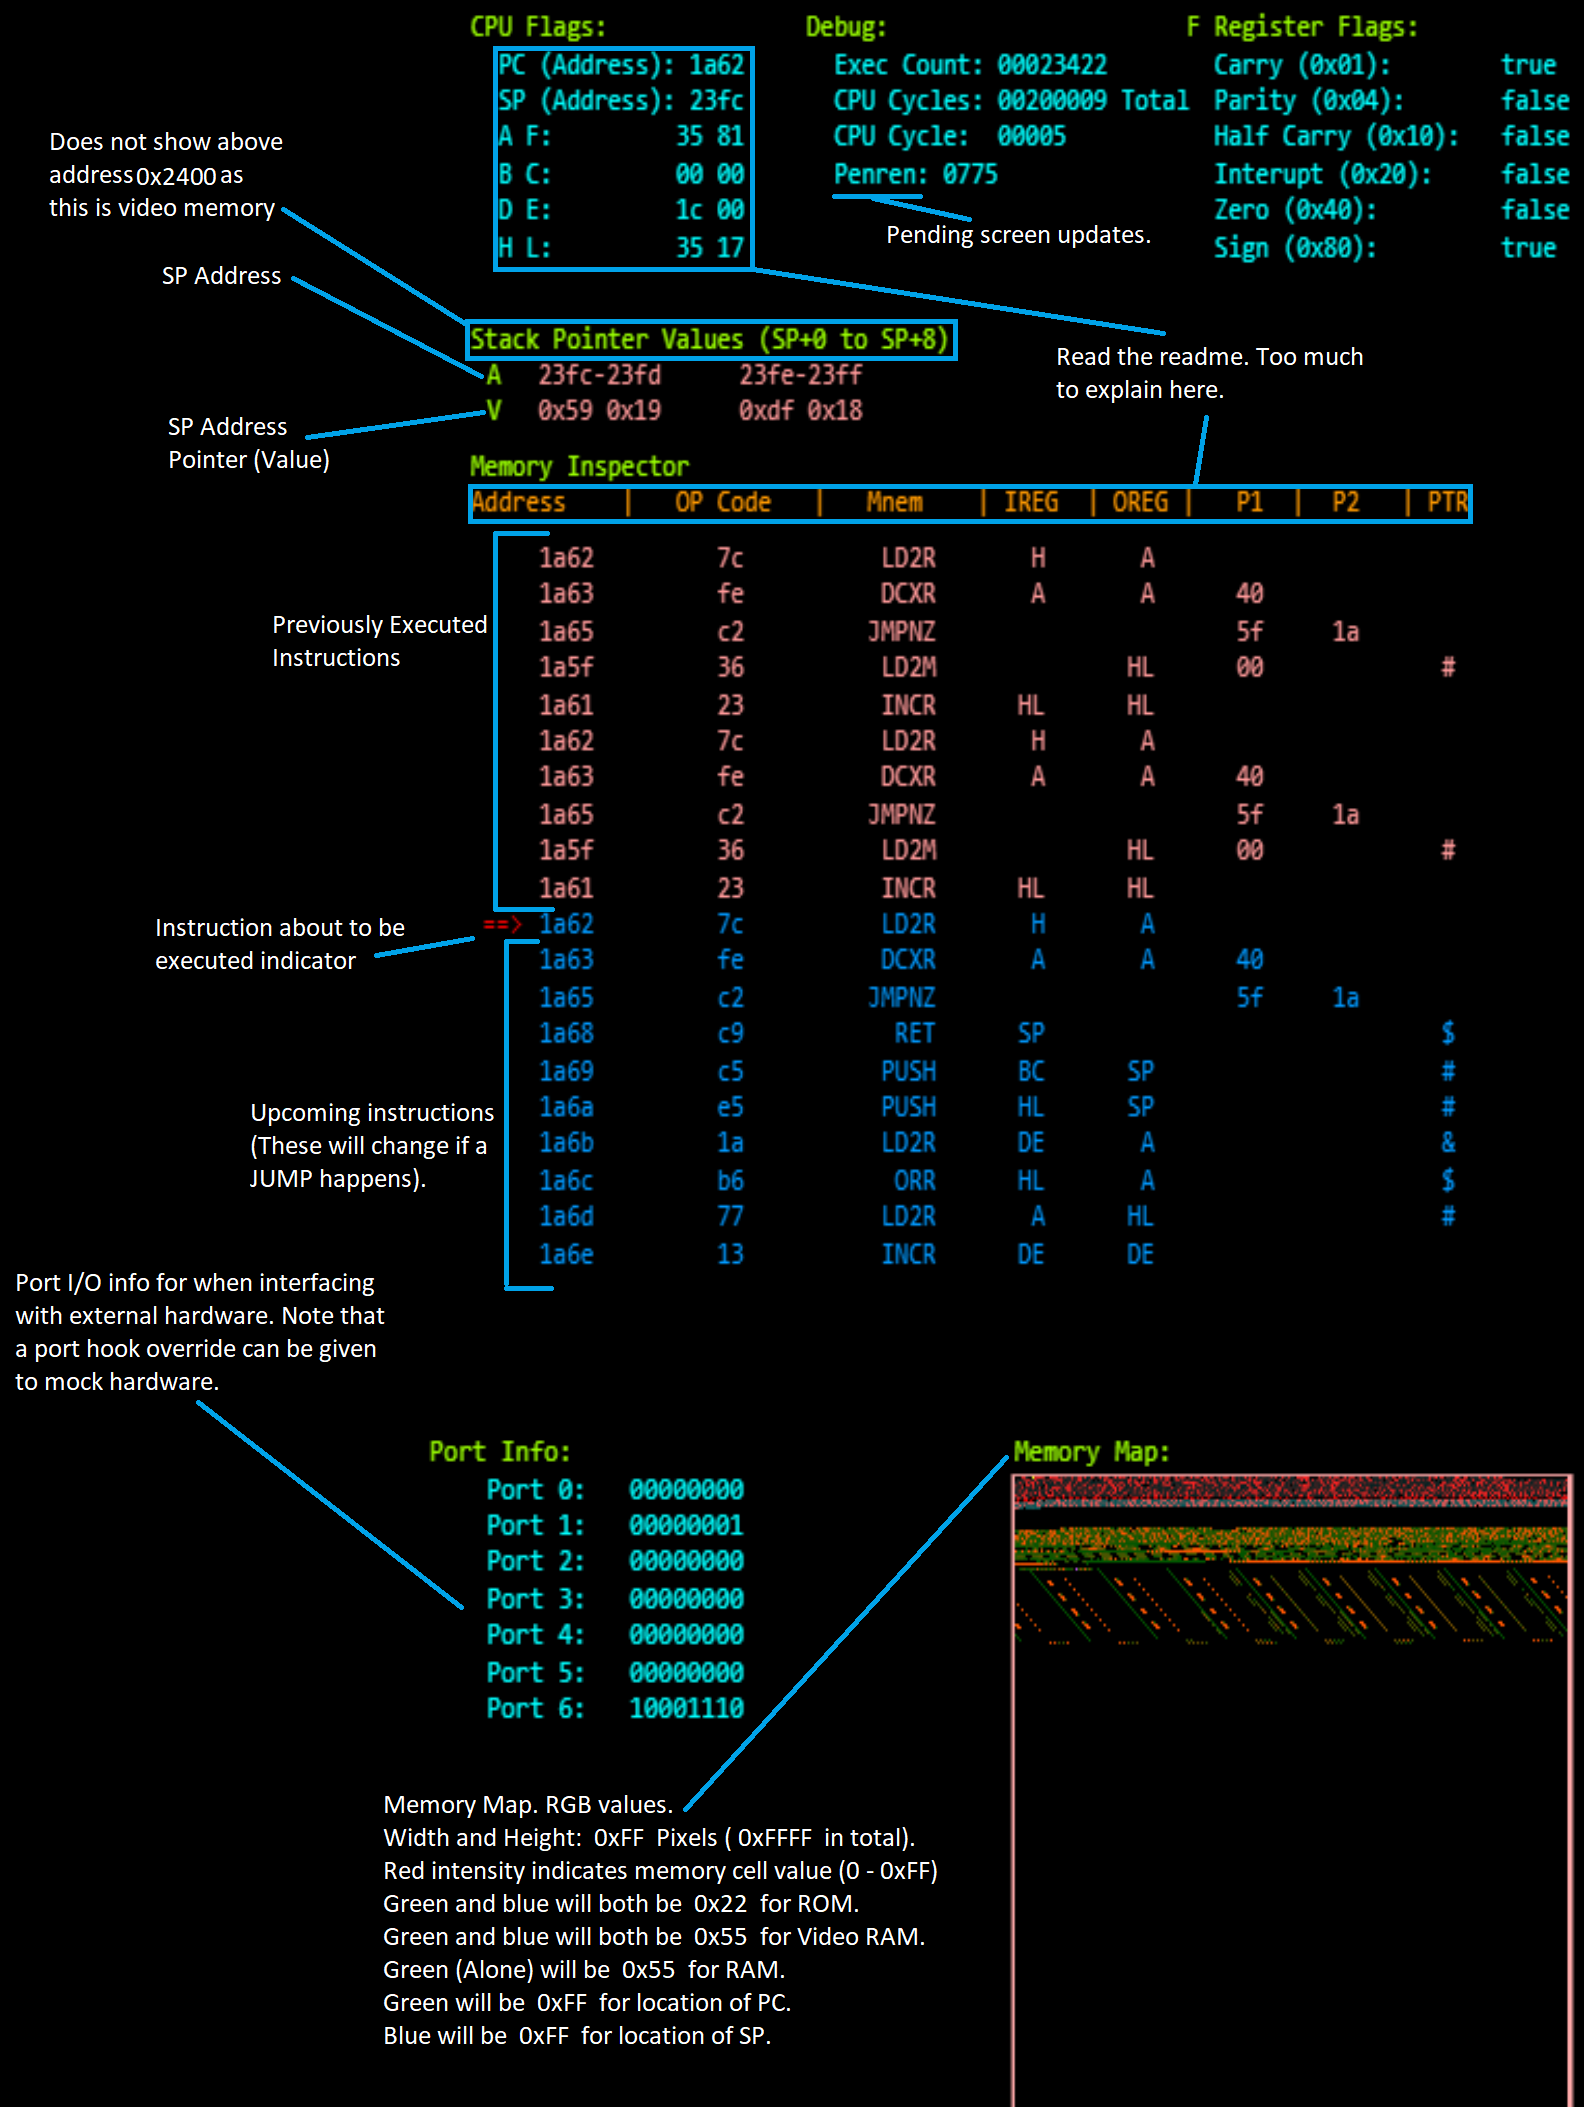 CPU Flags:
PC (Address): 1a62
SP (Address): 23fc
A F: 35 81
B C: 00 00
D E: 1c 00
H L: 35 17
Debug:
Exec Count: 00023422
CPU Cycles: 00200009 Total
CPU Cycle: 00005
Penren: 0775
Pending screen updates.
F Register Flags:
Carry (0x01): true
Parity (0x04): false
Half Carry (0x10): false
Interupt (0x20): false
Zero (0x40): false
Sign (0x80): true
Does not show above
address 0x2400 as
this is video memory
SP Address
Stack Pointer Values (SP+0 to SP+8)
A 23fc-23fd 23fe-23ff
V 0x59 0x19 0xdf 0x18
Read the readme. Too much
to explain here.
SP Address
Pointer (Value)
Memory Inspector
Address | OP Code | Mnem | IREG | OREG | P1 | P2 | PTR
1a62 7c LD2R H A
1a63 fe DCXR A A 40
1a65 c2 JMPNZ 5f 1a
1a5f 36 LD2M HL 00 #
1a61 23 INCR HL HL
1a62 7c LD2R H A
1a63 fe DCXR A A 40
1a65 c2 JMPNZ 5f 1a
1a5f 36 LD2M HL 00 #
1a61 23 INCR HL HL
==> 1a62 7c LD2R H A
1a63 fe DCXR A A 40
1a65 c2 JMPNZ 5f 1a
1a68 c9 RET SP $
1a69 c5 PUSH BC SP #
1a6a e5 PUSH HL SP #
1a6b 1a LD2R DE A &
1a6c b6 ORR HL A $
1a6d 77 LD2R A HL #
1a6e 13 INCR DE DE
Previously Executed
Instructions
Instruction about to be
executed indicator
Upcoming instructions
(These will change if a
JUMP happens).
Port I/O info for when interfacing
with external hardware. Note that
a port hook override can be given
to mock hardware.
Port Info:
Port 0: 00000000
Port 1: 00000001
Port 2: 00000000
Port 3: 00000000
Port 4: 00000000
Port 5: 00000000
Port 6: 10001110
Memory Map:
Memory Map. RGB values.
Width and Height: 0xFF Pixels ( 0xFFFF in total).
Red intensity indicates memory cell value (0 - 0xFF)
Green and blue will both be 0x22 for ROM.
Green and blue will both be 0x55 for Video RAM.
Green (Alone) will be 0x55 for RAM.
Green will be 0xFF for location of PC.
Blue will be 0xFF for location of SP.